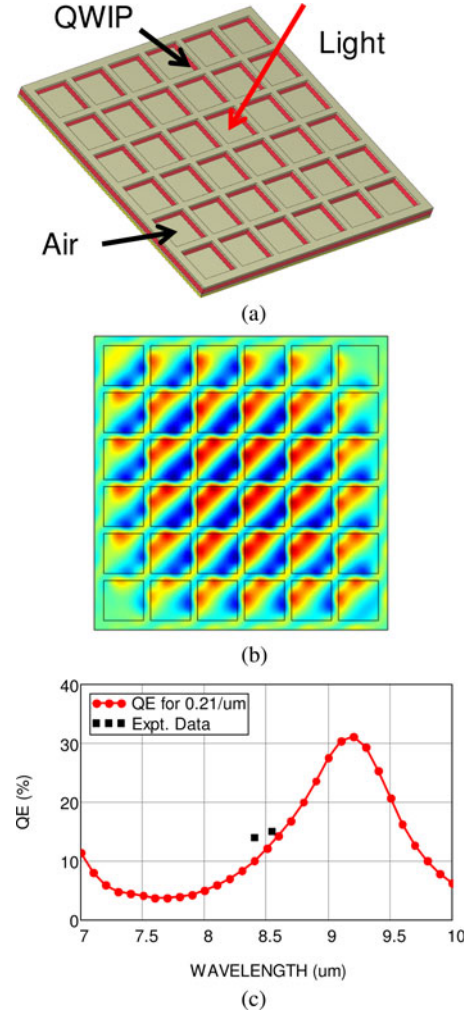 QWIP
Light
Air
(a)
(b)
40
30
20
10
0
QE (%)
QE for 0.21/um
Expt. Data
7 7.5 8 8.5 9 9.5 10
WAVELENGTH (um)
(c)